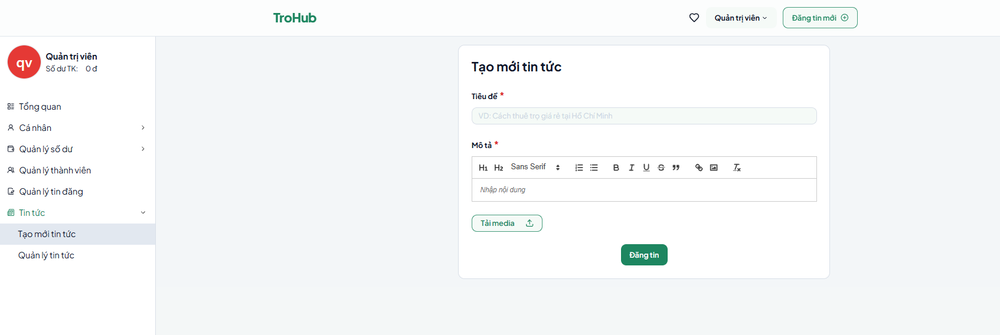 TroHub
Quản trị viên
Đăng tin mới
qv
Quản trị viên
Số dư TK: 0 đ
Tổng quan
Cá nhân
Quản lý số dư
Quản lý thành viên
Quản lý tin đăng
Tin tức
Tạo mới tin tức
Quản lý tin tức
Tạo mới tin tức
Tiêu đề *
VD: Cách thuê trọ giá rẻ tại Hồ Chí Minh
Mô tả *
H1 H2 Sans Serif B I U S Tx
Nhập nội dung
Tải media
Đăng tin